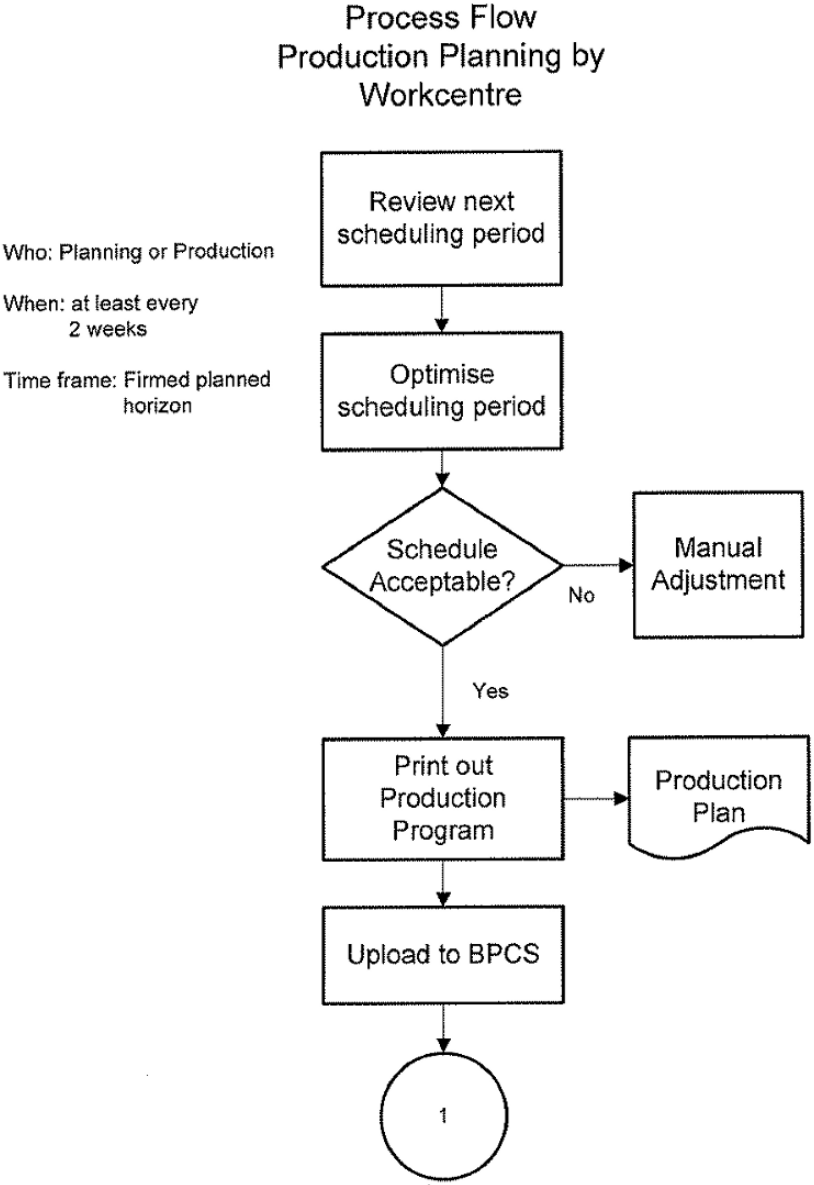 Process Flow
Production Planning by
Workcentre
Review next
scheduling period
Who: Planning or Production
When: at least every
2 weeks
Time frame: Firmed planned
horizon
Optimise
scheduling period
Schedule
Acceptable?
No
Manual
Adjustment
Yes
Print out
Production
Program
Production
Plan
Upload to BPCS
1